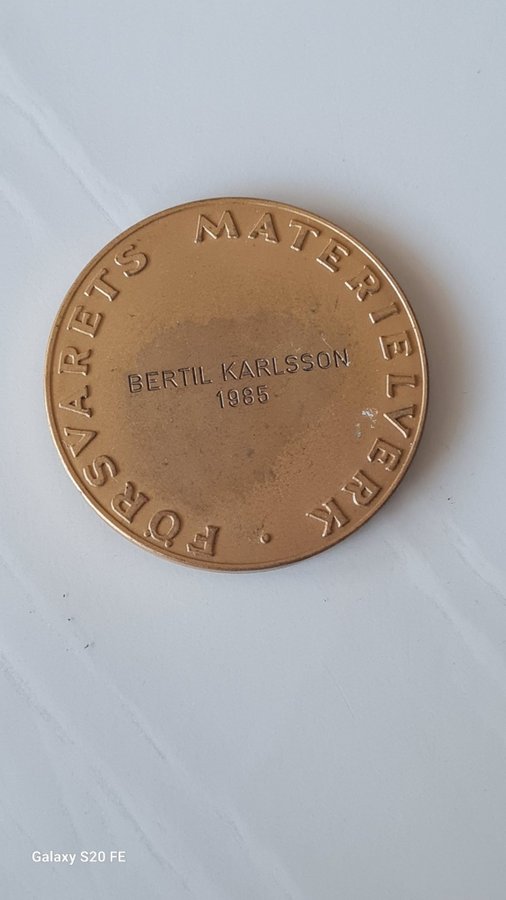 FÖRSVARETS MATERIELVERK ·
BERTIL KARLSSON
1985
Galaxy S20 FE